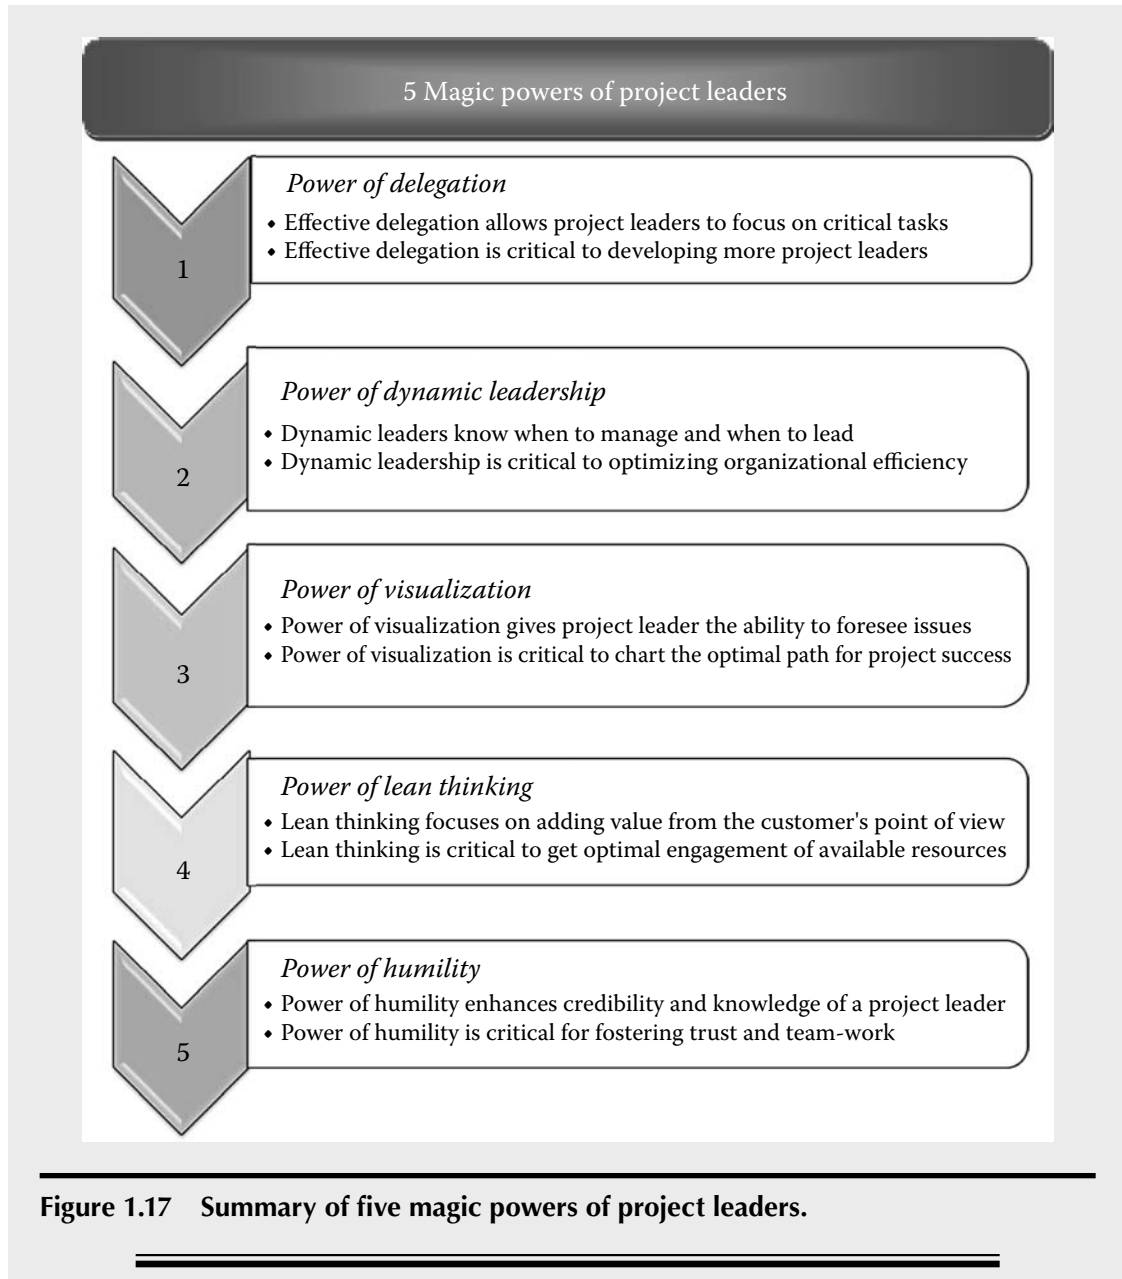 5 Magic powers of project leaders
1
Power of delegation
• Effective delegation allows project leaders to focus on critical tasks
• Effective delegation is critical to developing more project leaders
2
Power of dynamic leadership
• Dynamic leaders know when to manage and when to lead
• Dynamic leadership is critical to optimizing organizational efficiency
3
Power of visualization
• Power of visualization gives project leader the ability to foresee issues
• Power of visualization is critical to chart the optimal path for project success
4
Power of lean thinking
• Lean thinking focuses on adding value from the customer's point of view
• Lean thinking is critical to get optimal engagement of available resources
5
Power of humility
• Power of humility enhances credibility and knowledge of a project leader
• Power of humility is critical for fostering trust and team-work
Figure 1.17 Summary of five magic powers of project leaders.